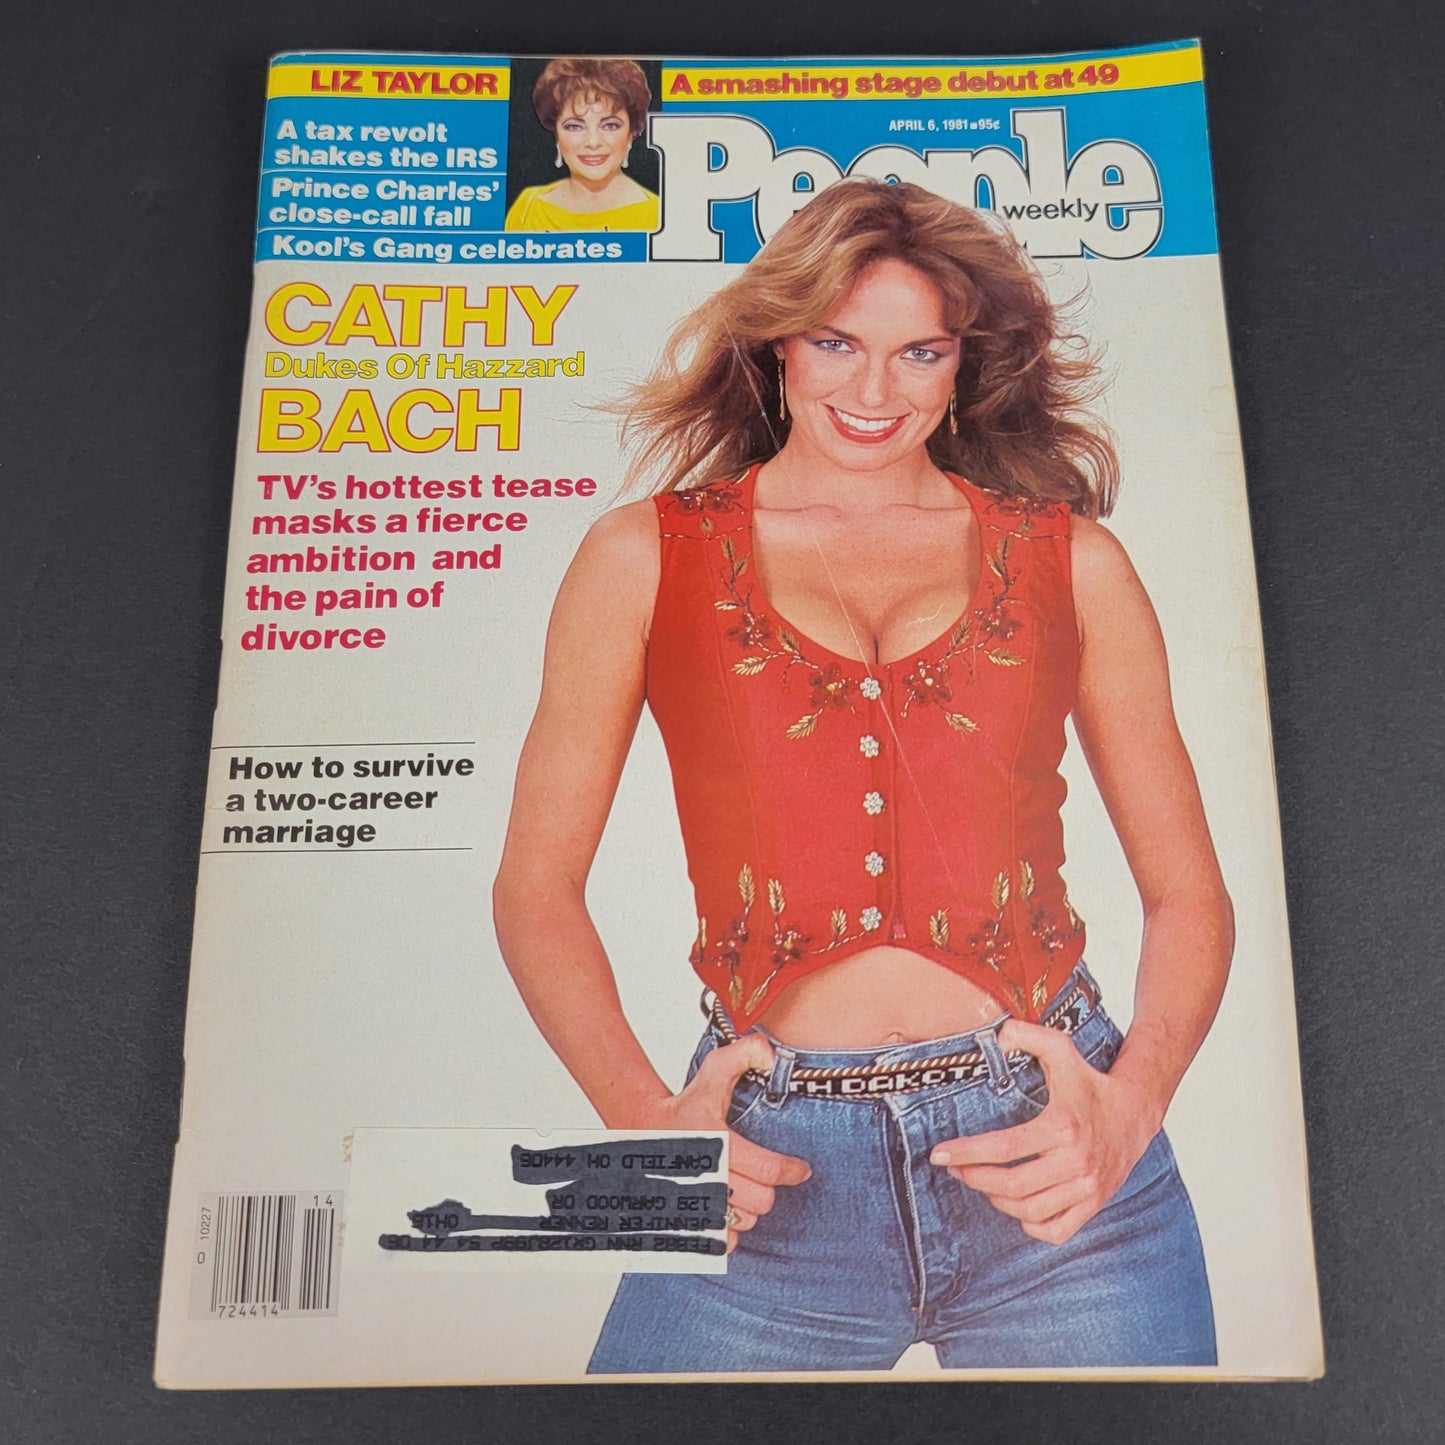 LIZ TAYLOR
A smashing stage debut at 49
A tax revolt
shakes the IRS
Prince Charles'
close-call fall
Kool's Gang celebrates
APRIL 6, 1981 ■ 95¢
People
weekly
CATHY
Dukes Of Hazzard
BACH
TV's hottest tease
masks a fierce
ambition and
the pain of
divorce
How to survive
a two-career
marriage
TH DAKOTA
14
0
10227
724414